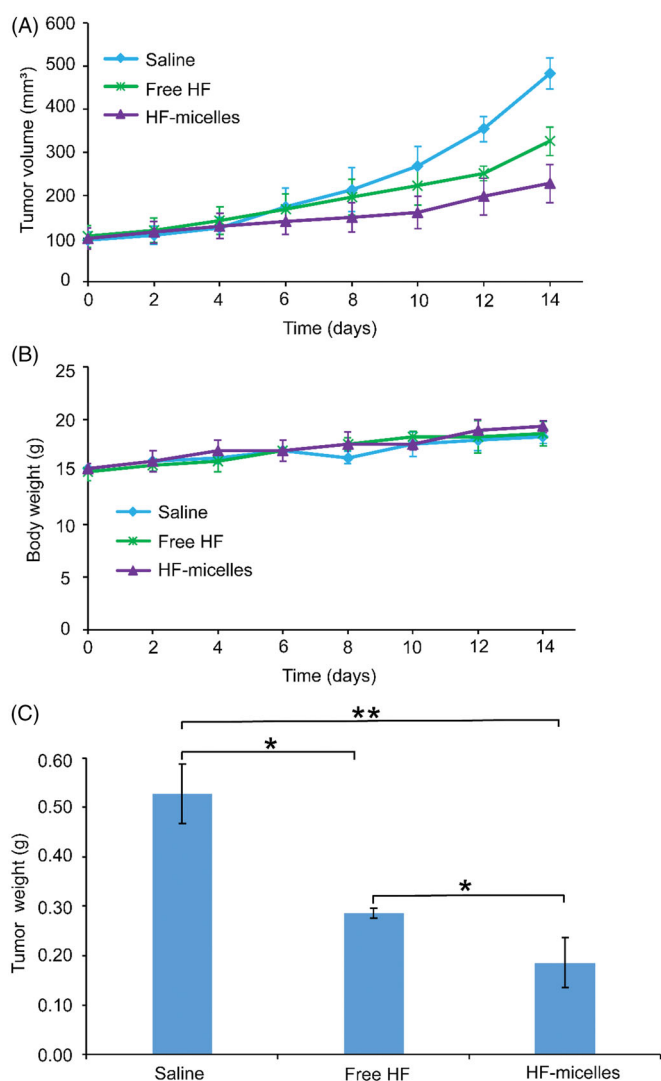 (A)
600
500
400
300
200
100
0
Tumor volume (mm³)
Saline
Free HF
HF-micelles
0 2 4 6 8 10 12 14
Time (days)
(B)
25
20
15
10
5
0
Body weight (g)
Saline
Free HF
HF-micelles
0 2 4 6 8 10 12 14
Time (days)
(C)
**
*
*
0.60
0.50
0.40
0.30
0.20
0.10
0.00
Tumor weight (g)
Saline Free HF HF-micelles